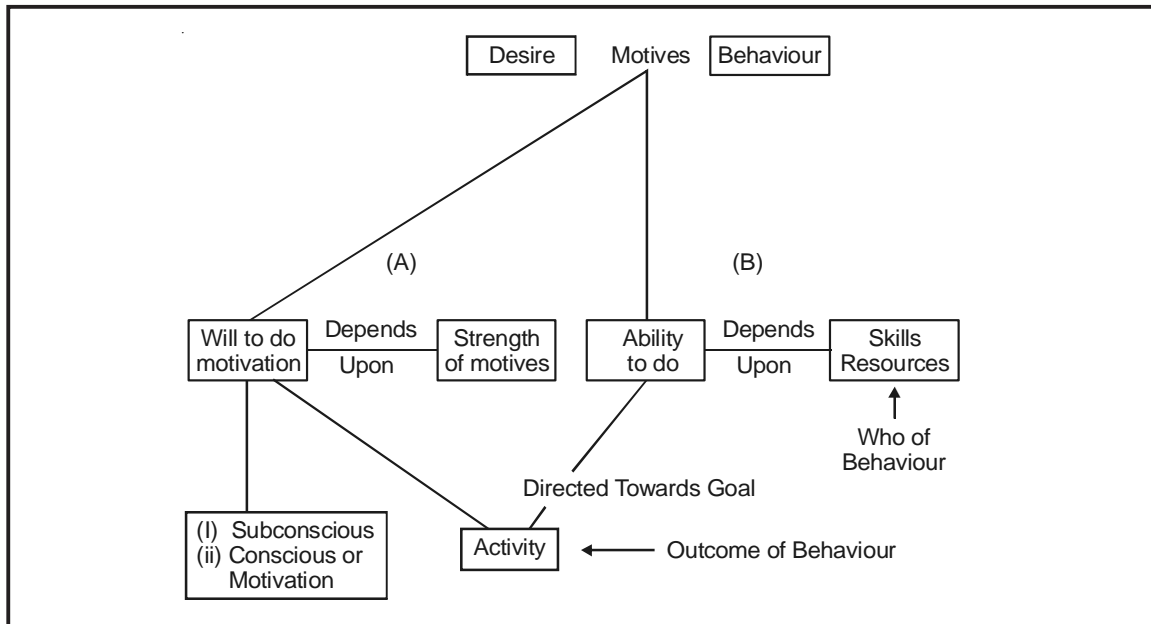 Desire Motives Behaviour
(A) (B)
Will to do
motivation
Depends
Upon
Strength
of motives
Ability
to do
Depends
Upon
Skills
Resources
Who of
Behaviour
Directed Towards Goal
(I) Subconscious
(ii) Conscious or
Motivation
Activity
Outcome of Behaviour